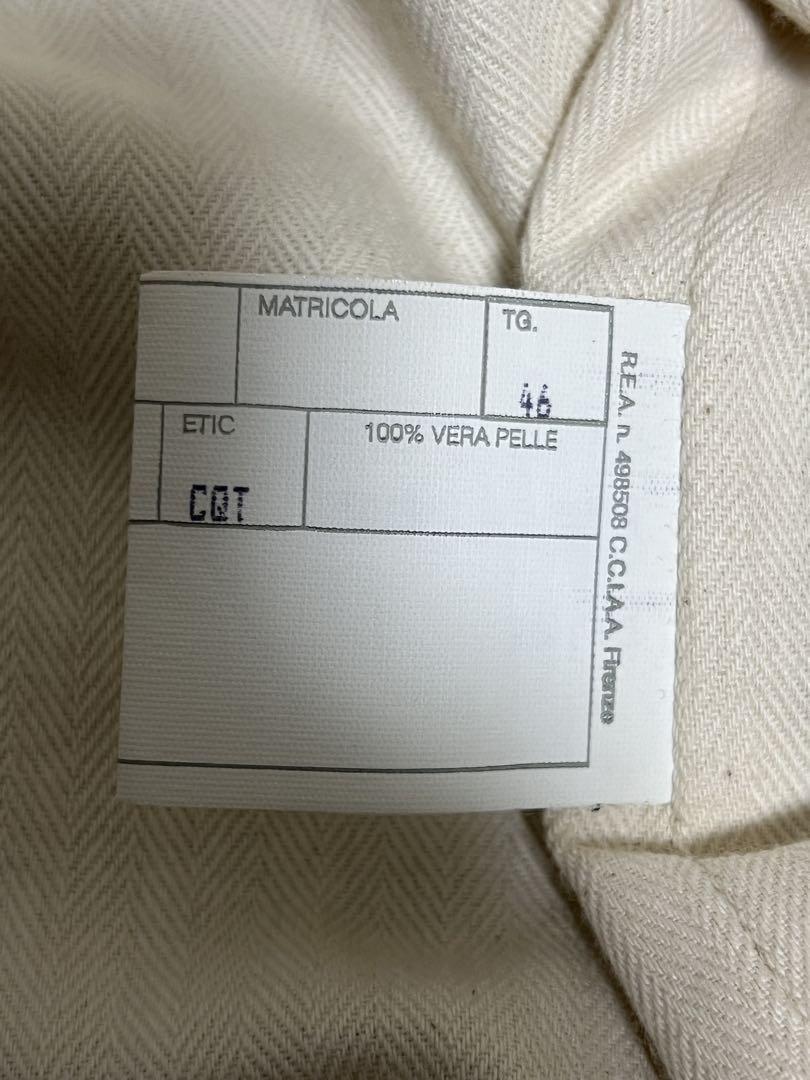 MATRICOLA
TG.
46
ETIC
CQT
100% VERA PELLE
R.E.A. n. 498508 C.C.I.A.A. Firenze